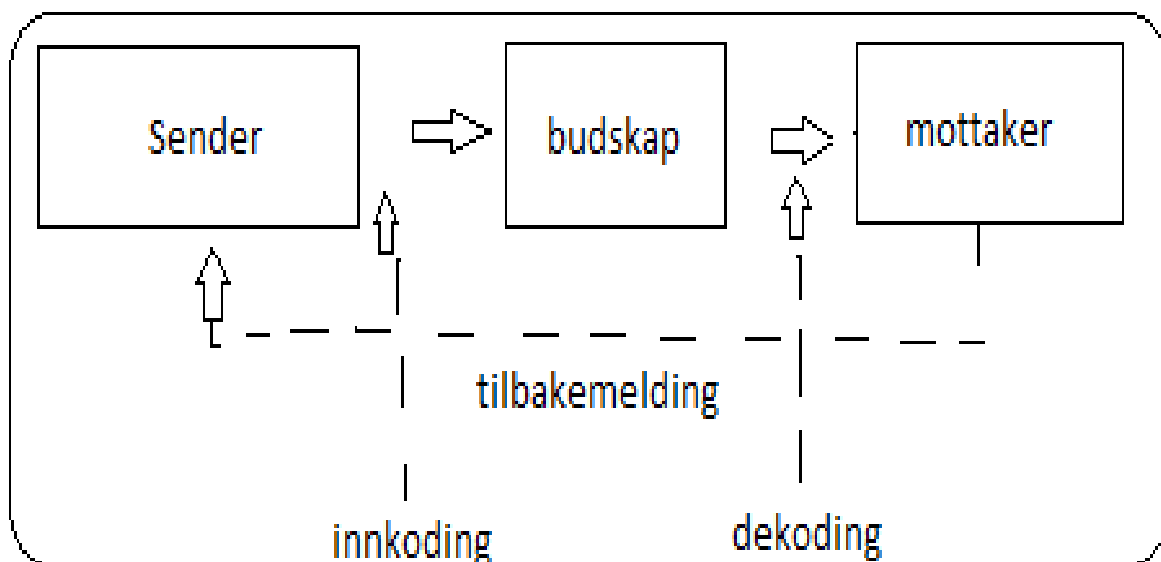 Sender
budskap
mottaker
tilbakemelding
innkoding
dekoding